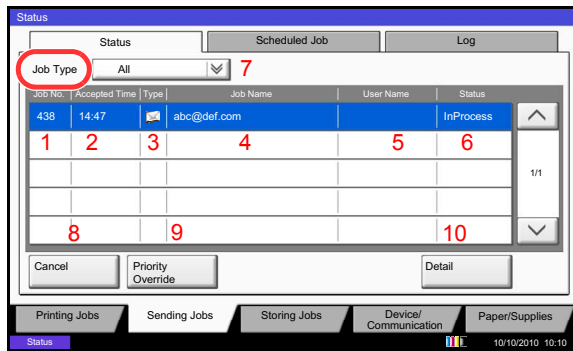 Status
Status Scheduled Job Log
Job Type All 7
Job No. Accepted Time Type Job Name User Name Status
438 14:47 abc@def.com InProcess
1 2 3 4 5 6
1/1
8 9 10
Cancel Priority Override Detail
Printing Jobs Sending Jobs Storing Jobs Device/ Communication Paper/Supplies
Status 10/10/2010 10:10